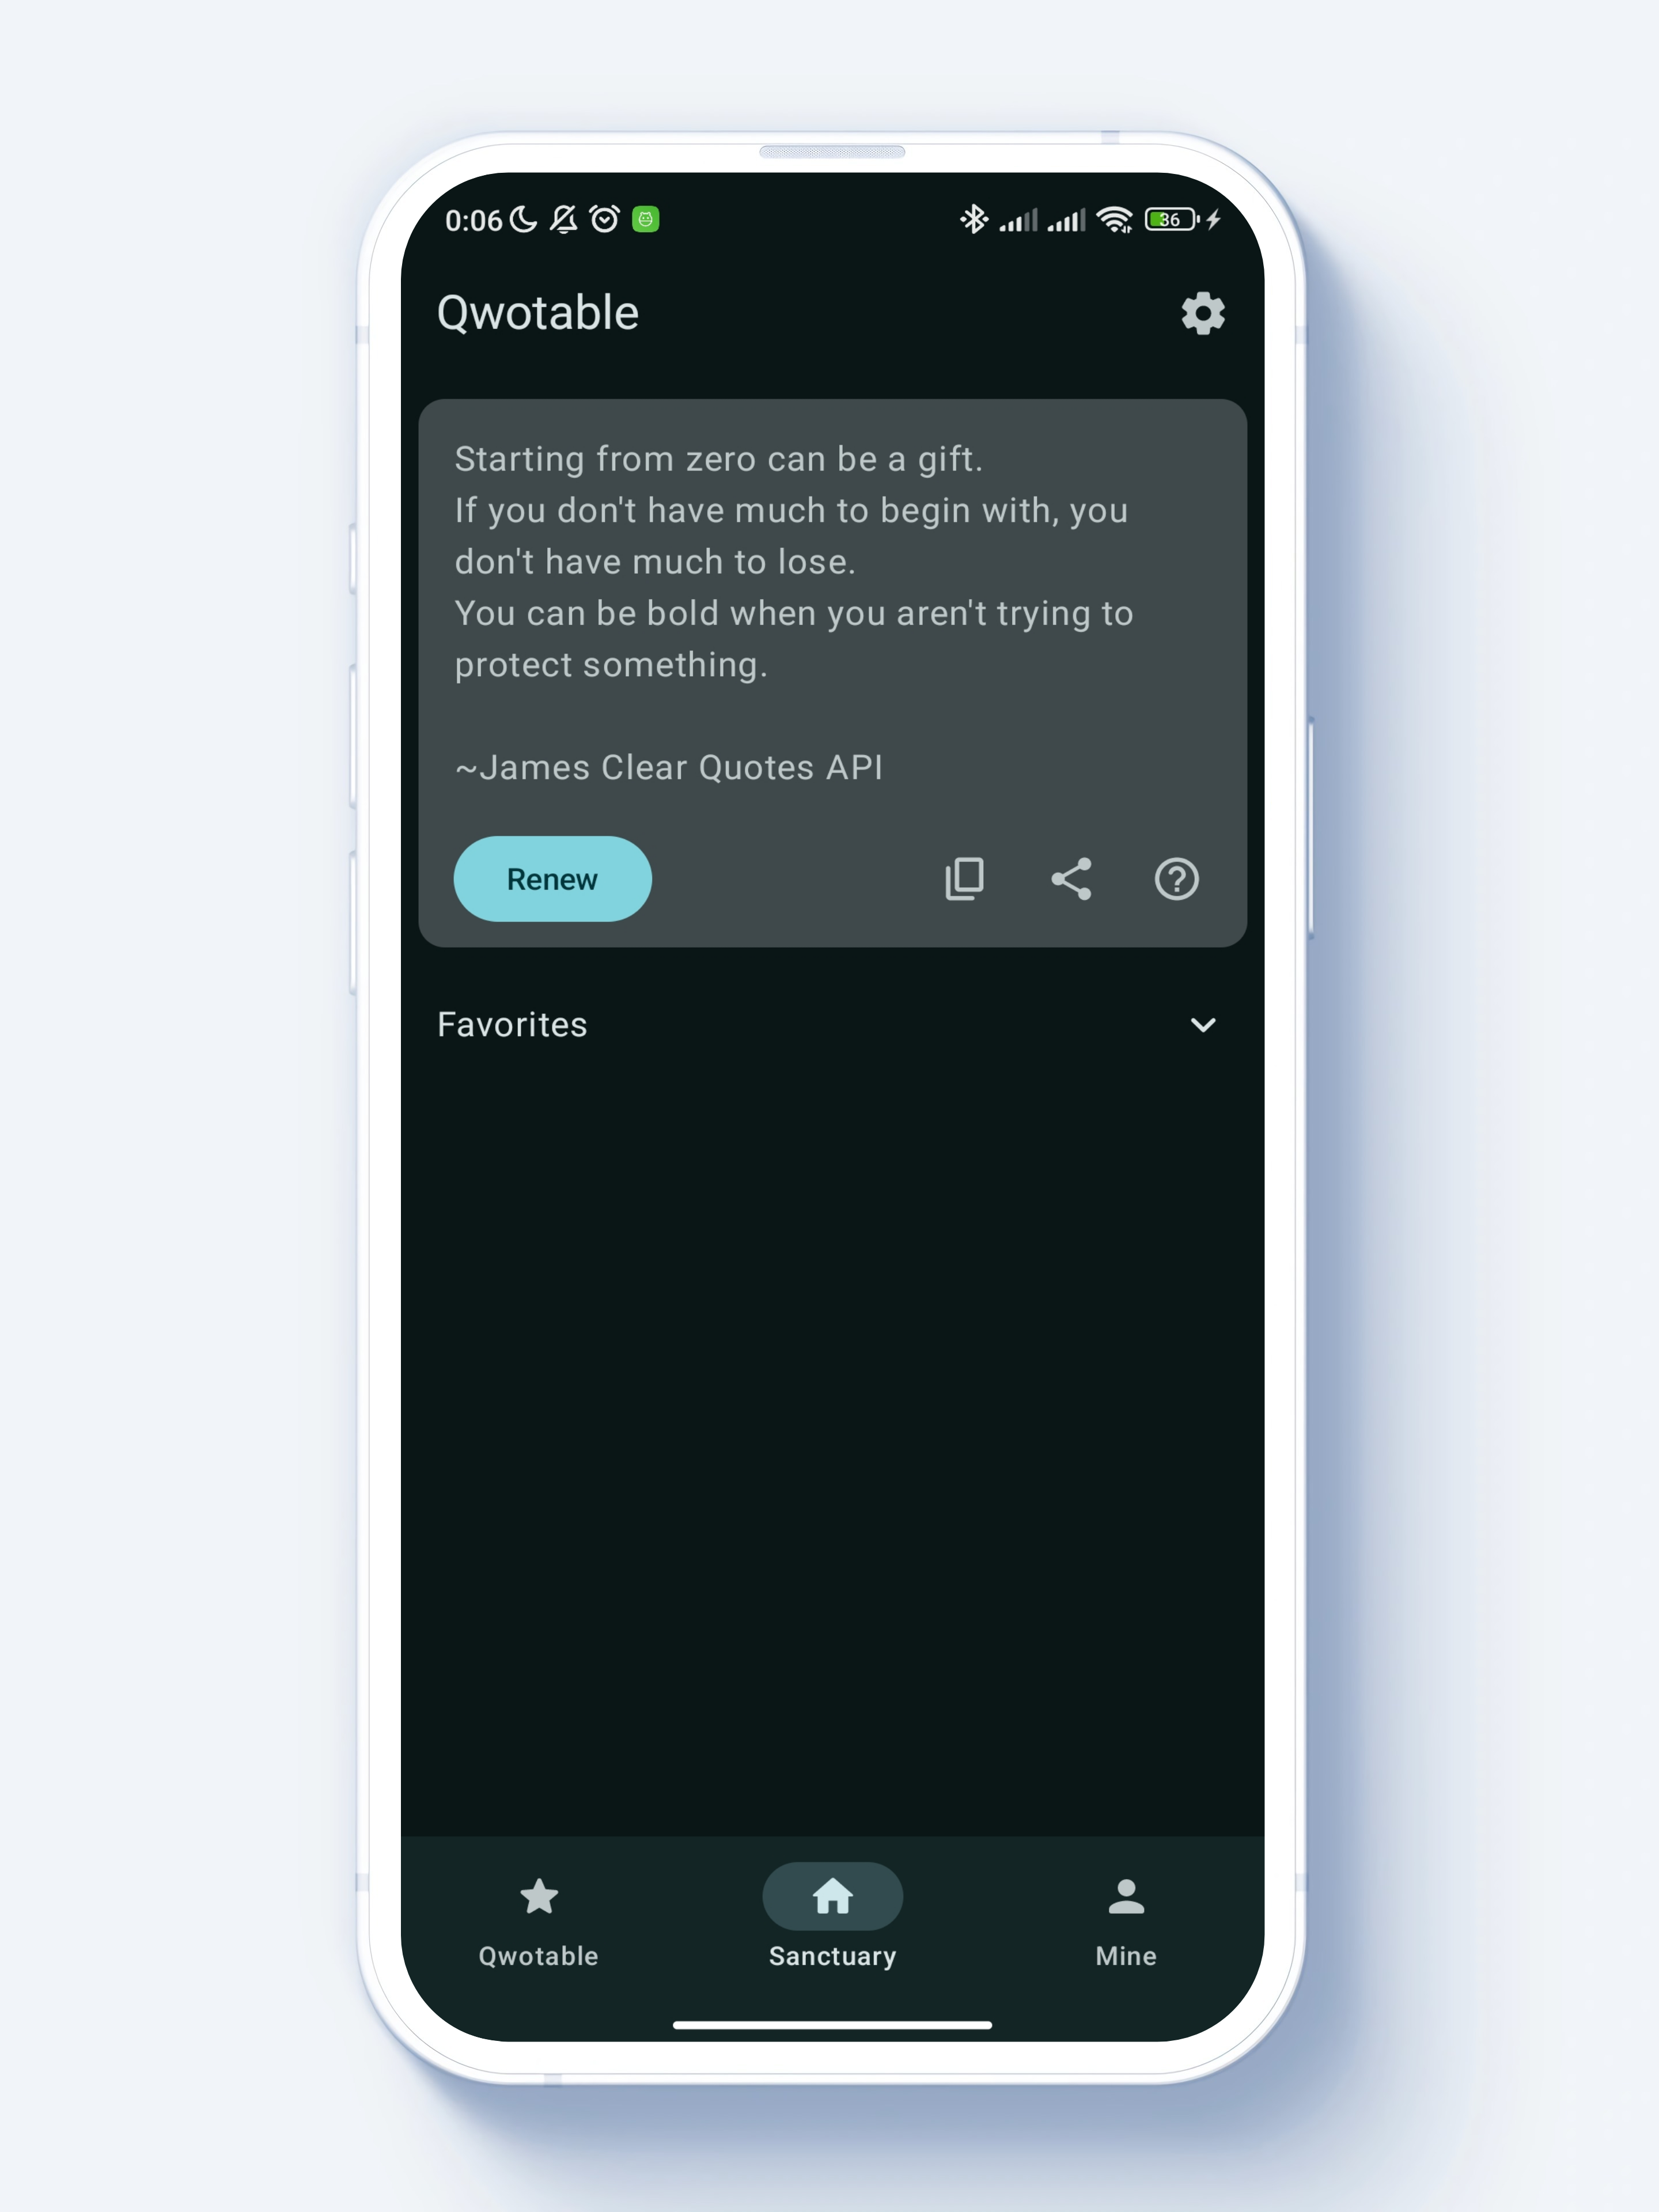 0:06
36
Qwotable
Starting from zero can be a gift.
If you don't have much to begin with, you
don't have much to lose.
You can be bold when you aren't trying to
protect something.
~James Clear Quotes API
Renew
Favorites
Qwotable
Sanctuary
Mine